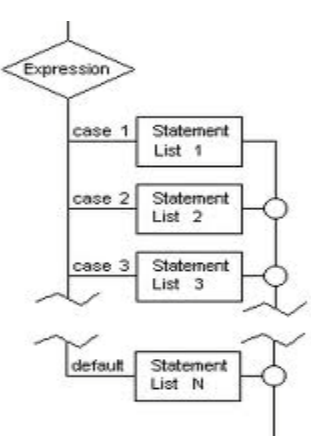 Expression
case 1
Statement
List 1
case 2
Statement
List 2
case 3
Statement
List 3
default
Statement
List N